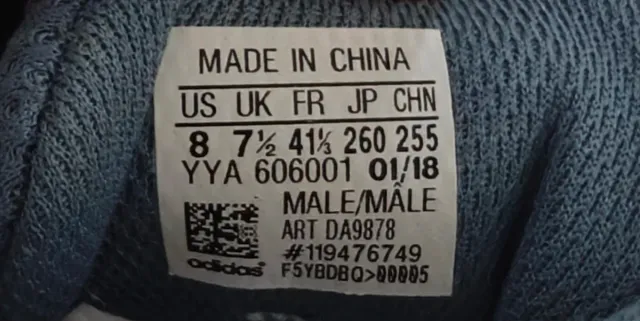 MADE IN CHINA
US UK FR JP CHN
8 7½ 41⅓ 260 255
YYA 606001 01/18
MALE/MÂLE
ART DA9878
#119476749
adidas F5YBDBQ>00005